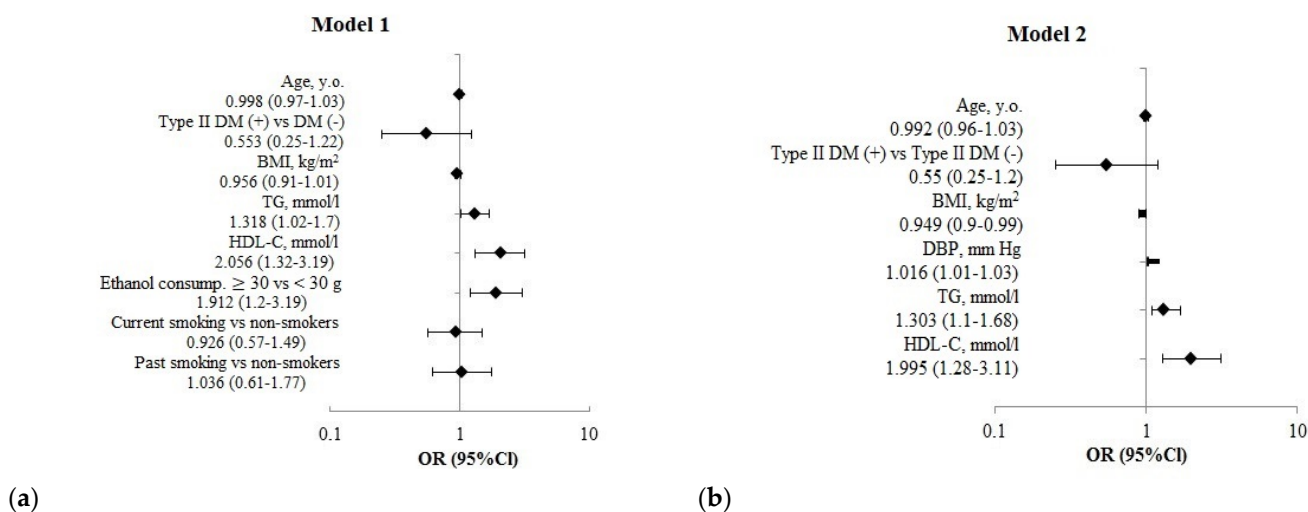 Model 1
Age, y.o.
0.998 (0.97-1.03)
Type II DM (+) vs DM (-)
0.553 (0.25-1.22)
BMI, kg/m²
0.956 (0.91-1.01)
TG, mmol/l
1.318 (1.02-1.7)
HDL-C, mmol/l
2.056 (1.32-3.19)
Ethanol consump. ≥ 30 vs < 30 g
1.912 (1.2-3.19)
Current smoking vs non-smokers
0.926 (0.57-1.49)
Past smoking vs non-smokers
1.036 (0.61-1.77)
0.1 1 10
OR (95%CI)
(a)
Model 2
Age, y.o.
0.992 (0.96-1.03)
Type II DM (+) vs Type II DM (-)
0.55 (0.25-1.2)
BMI, kg/m²
0.949 (0.9-0.99)
DBP, mm Hg
1.016 (1.01-1.03)
TG, mmol/l
1.303 (1.1-1.68)
HDL-C, mmol/l
1.995 (1.28-3.11)
0.1 1 10
OR (95%CI)
(b)